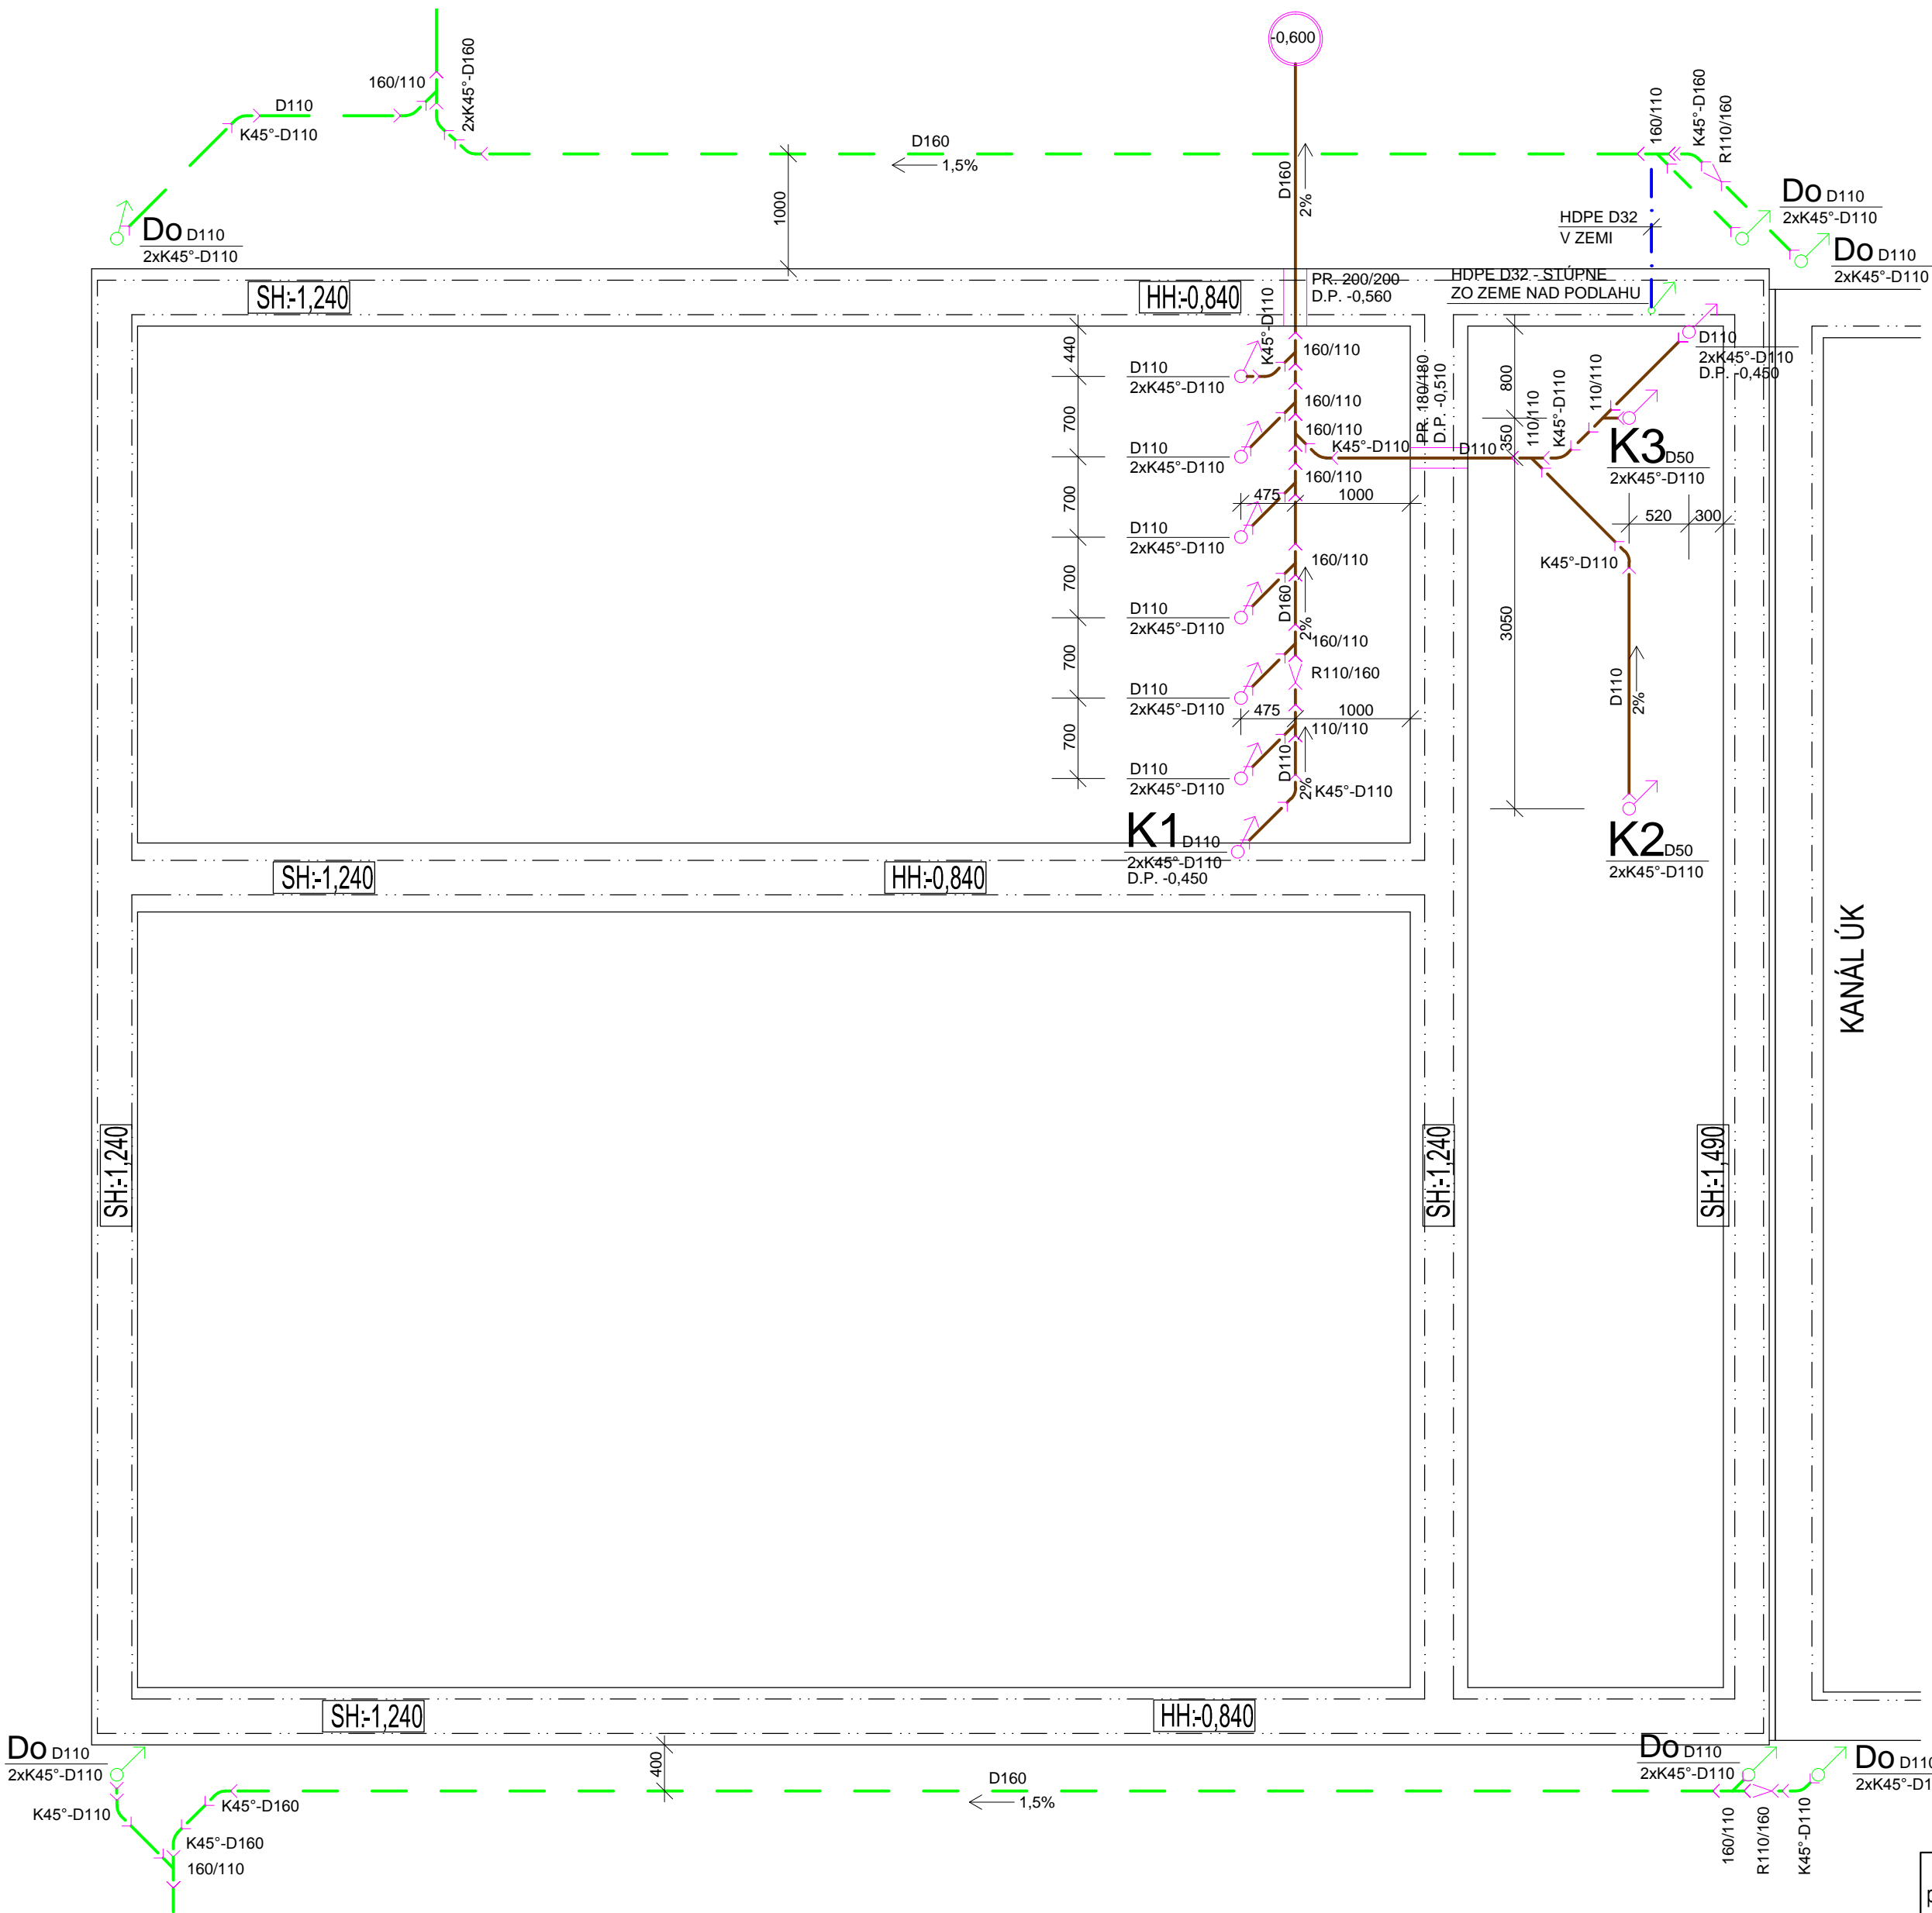 -0,600
160/110
2xK45°-D160
D110
K45°-D110
D160
1,5%
1000
D160
2%
160/110
K45°-D160
R110/160
Do D110
2xK45°-D110
Do D110
2xK45°-D110
Do D110
2xK45°-D110
HDPE D32
V ZEMI
HDPE D32 - STÚPNE
ZO ZEME NAD PODLAHU
SH:-1,240
HH:-0,840
PR. 200/200
D.P. -0,560
K45°-D110
440
D110
2xK45°-D110
160/110
700
D110
2xK45°-D110
160/110
160/110
K45°-D110
PR. 180/180
D.P. -0,510
D110
160/110
475
1000
700
D110
2xK45°-D110
160/110
700
D110
2xK45°-D110
D160
2%
160/110
R110/160
700
D110
2xK45°-D110
475
1000
110/110
700
D110
2xK45°-D110
D110
2%
K45°-D110
K1 D110
2xK45°-D110
D.P. -0,450
D110
2xK45°-D110
D.P. -0,450
800
350
110/110
K45°-D110
110/110
K3 D50
2xK45°-D110
520
300
K45°-D110
3050
D110
2%
K2 D50
2xK45°-D110
SH:-1,240
HH:-0,840
KANÁL ÚK
SH:-1,240
SH:-1,240
SH:-1,490
SH:-1,240
HH:-0,840
Do D110
2xK45°-D110
K45°-D110
K45°-D160
K45°-D160
160/110
400
D160
1,5%
Do D110
2xK45°-D110
Do D110
2xK45°-D1
160/110
R110/160
K45°-D110
p